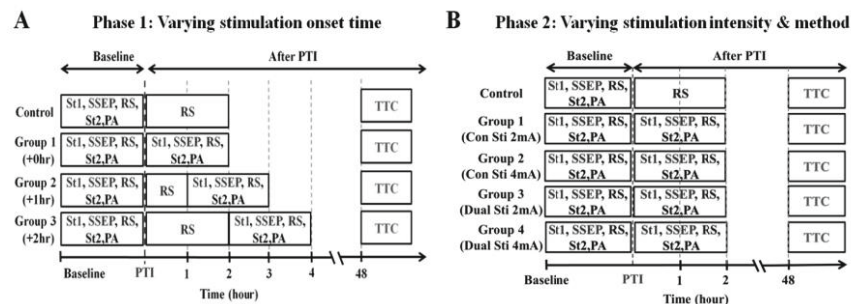 A Phase 1: Varying stimulation onset time
Baseline After PTI
Control St1, SSEP, RS, St2,PA RS TTC
Group 1 (+0hr) St1, SSEP, RS, St2,PA St1, SSEP, RS, St2,PA TTC
Group 2 (+1hr) St1, SSEP, RS, St2,PA RS St1, SSEP, RS, St2,PA TTC
Group 3 (+2hr) St1, SSEP, RS, St2,PA RS St1, SSEP, RS, St2,PA TTC
Baseline PTI 1 2 3 4 48
Time (hour)
B Phase 2: Varying stimulation intensity & method
Baseline After PTI
Control St1, SSEP, RS, St2,PA RS TTC
Group 1 (Con Sti 2mA) St1, SSEP, RS, St2,PA St1, SSEP, RS, St2,PA TTC
Group 2 (Con Sti 4mA) St1, SSEP, RS, St2,PA St1, SSEP, RS, St2,PA TTC
Group 3 (Dual Sti 2mA) St1, SSEP, RS, St2,PA St1, SSEP, RS, St2,PA TTC
Group 4 (Dual Sti 4mA) St1, SSEP, RS, St2,PA St1, SSEP, RS, St2,PA TTC
Baseline PTI 1 2 48
Time (hour)